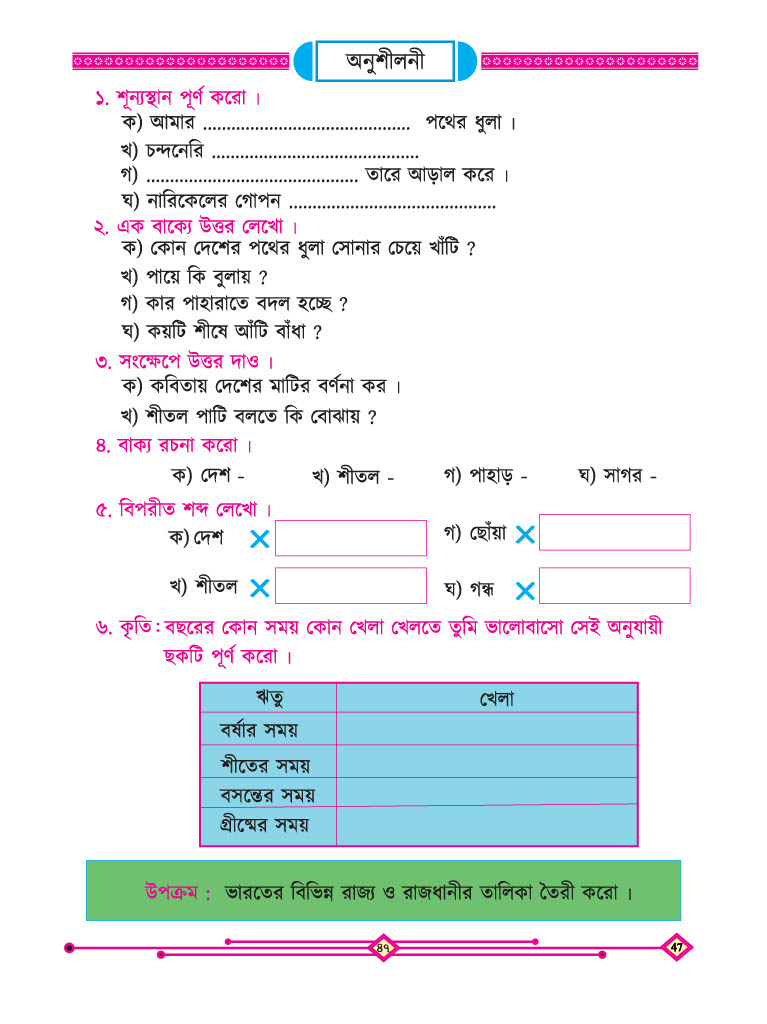 অনুশীলনী
১. শূন্যস্থান পূর্ণ করো ।
ক) আমার ............................................ পথের ধুলা ।
খ) চন্দনেরি ............................................
গ) ............................................. তারে আড়াল করে ।
ঘ) নারিকেলের গোপন ............................................
২. এক বাক্যে উত্তর লেখো ।
ক) কোন দেশের পথের ধুলা সোনার চেয়ে খাঁটি ?
খ) পায়ে কি বুলায় ?
গ) কার পাহারাতে বদল হচ্ছে ?
ঘ) কয়টি শীষে আঁটি বাঁধা ?
৩. সংক্ষেপে উত্তর দাও ।
ক) কবিতায় দেশের মাটির বর্ণনা কর ।
খ) শীতল পাটি বলতে কি বোঝায় ?
৪. বাক্য রচনা করো ।
ক) দেশ - খ) শীতল - গ) পাহাড় - ঘ) সাগর -
৫. বিপরীত শব্দ লেখো ।
ক) দেশ × গ) ছোঁয়া ×
খ) শীতল × ঘ) গন্ধ ×
৬. কৃতি : বছরের কোন সময় কোন খেলা খেলতে তুমি ভালোবাসো সেই অনুযায়ী
ছকটি পূর্ণ করো ।
ঋতু খেলা
বর্ষার সময়
শীতের সময়
বসন্তের সময়
গ্রীষ্মের সময়
উপক্রম : ভারতের বিভিন্ন রাজ্য ও রাজধানীর তালিকা তৈরী করো ।
৪৭ 47